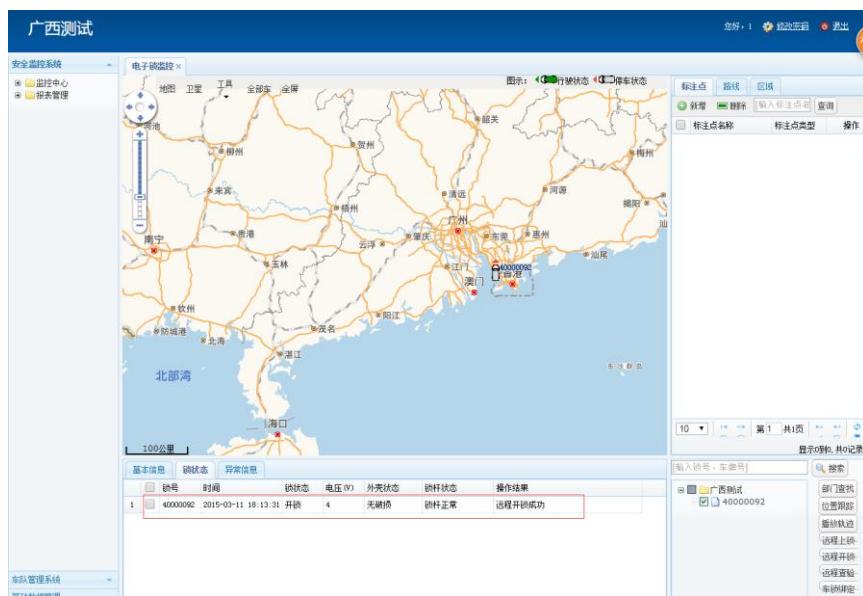 广西测试
您好，1 修改密码 退出
安全监控系统
监控中心
报表管理
电子锁监控×
地图 卫星 工具 全部车 全屏
图示： 行驶状态 停车状态
河池
韶关
柳州
贺州
梅州
来宾
清远
河源
揭阳
梧州
广州
汕
南宁
贵港
云浮
肇庆
东莞
惠州
汕尾
玉林
江门
40000092
澳门
香港
钦州
阳江
防城港
茂名
北海
湛江
北部湾
海口
100公里
标注点 路线 区域
新增 删除 [输入标注点名 查询
标注点名称 标注点类型 操作
10 第 1 共1页
显示0到0, 共0记录
基本信息 锁状态 异常信息
锁号 时间 锁状态 电压(V) 外壳状态 锁杆状态 操作结果
1 40000092 2015-03-11 18:13:31 开锁 4 无破损 锁杆正常 远程开锁成功
[输入锁号，车牌号] 搜索
广西测试
40000092
部门查找
位置跟踪
播放轨迹
远程上锁
远程开锁
远程查验
车锁绑定
车队管理系统